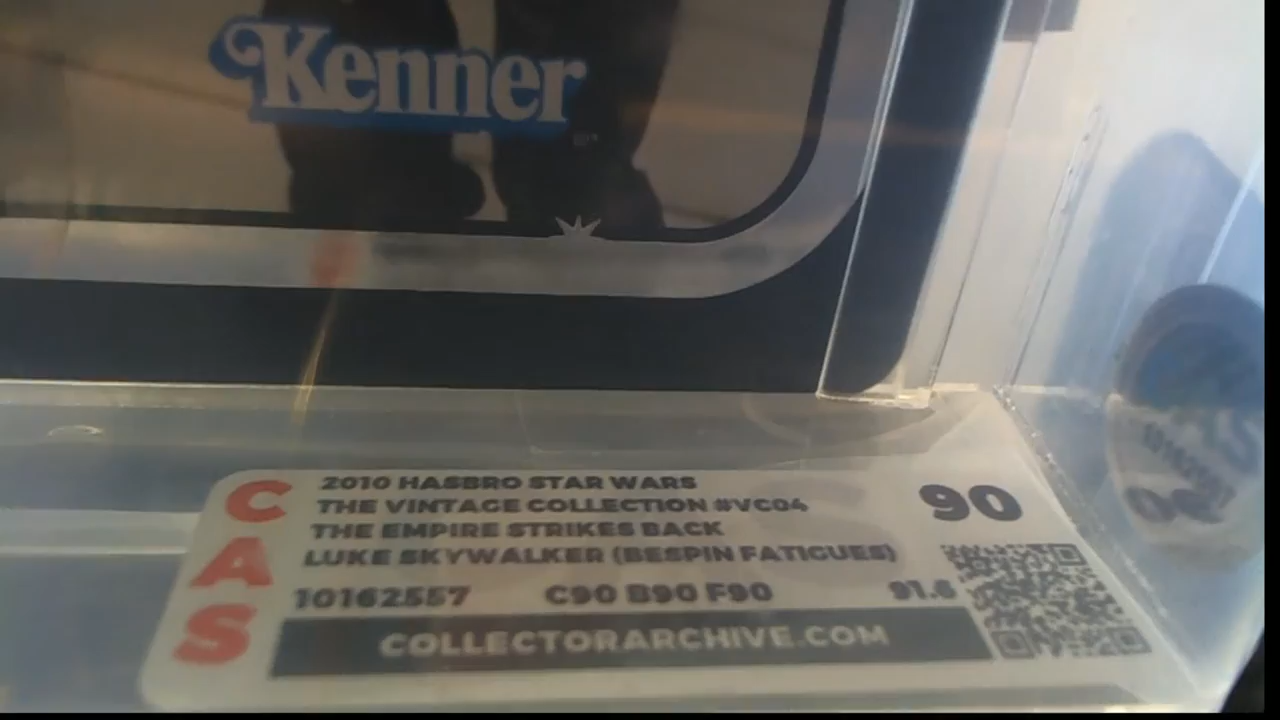 Kenner
CAS
2010 HASBRO STAR WARS
THE VINTAGE COLLECTION #VC04
THE EMPIRE STRIKES BACK
LUKE SKYWALKER (BESPIN FATIGUES)
10162557 C90 B90 F90 91.6
90
COLLECTORARCHIVE.COM